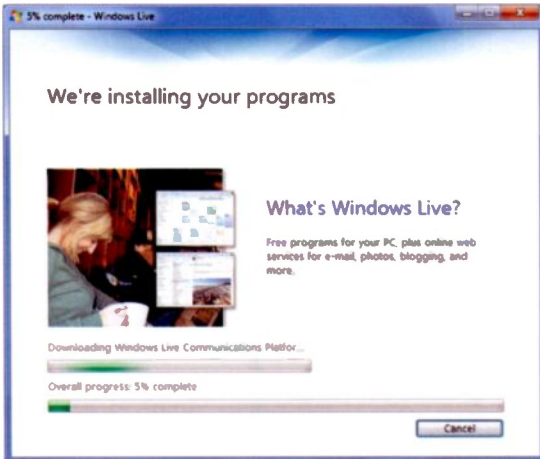 5% complete - Windows Live
We're installing your programs
What's Windows Live?
Free programs for your PC, plus online web
services for e-mail, photos, blogging, and
more.
Downloading Windows Live Communications Platfor...
Overall progress: 5% complete
Cancel